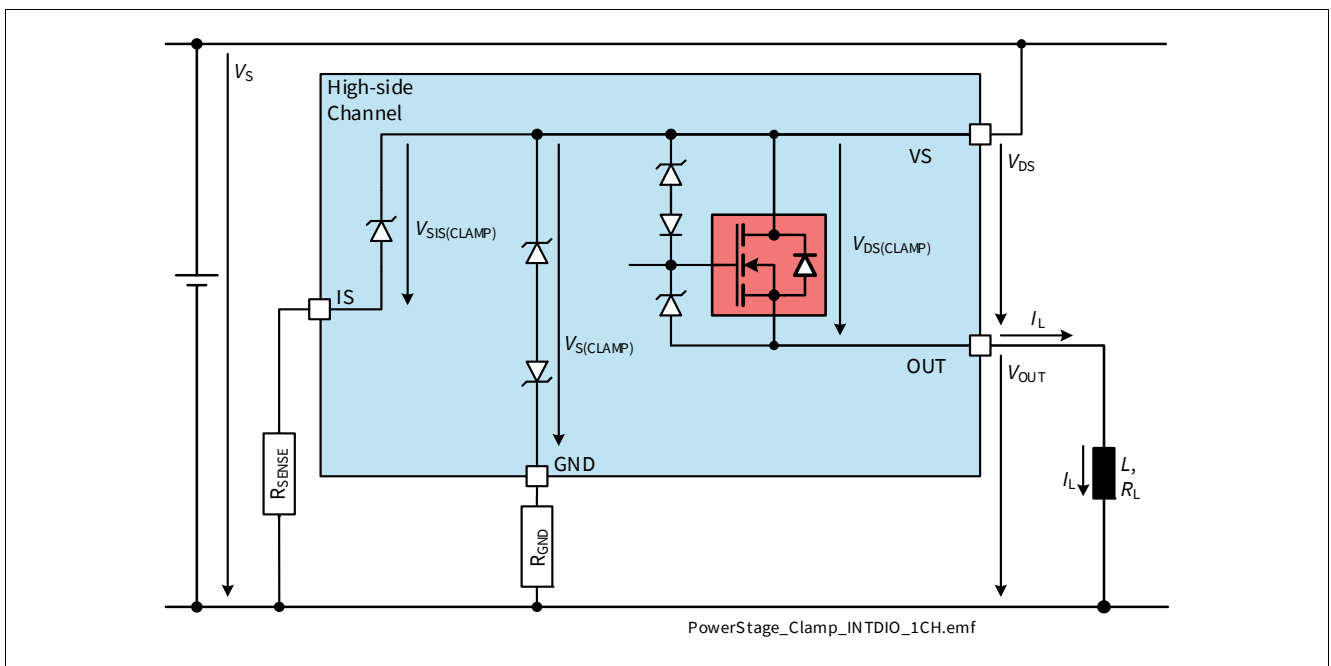 VS
High-side
Channel
VS
VDS
VSIS(CLAMP)
VDS(CLAMP)
IS
VS(CLAMP)
IL
OUT
VOUT
GND
RSENSE
IL
L,
RL
RGND
PowerStage_Clamp_INTDIO_1CH.emf